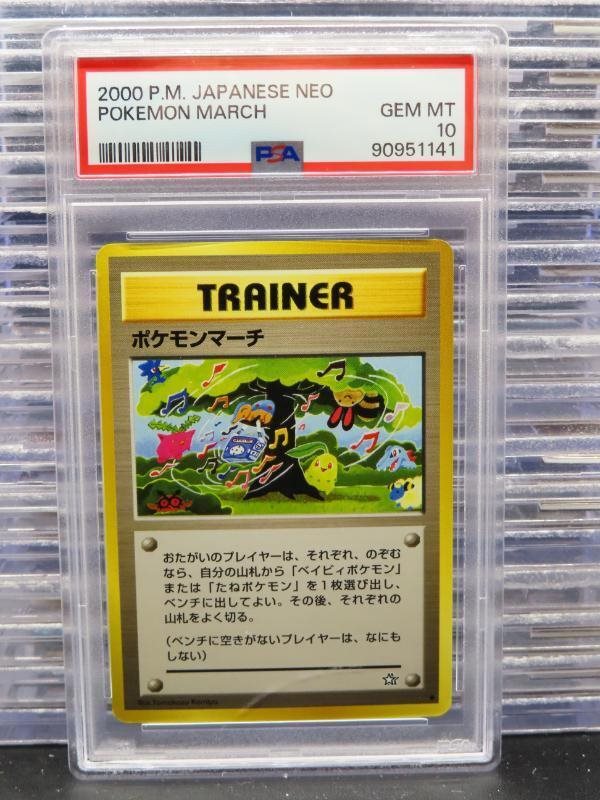 2000 P.M. JAPANESE NEO
POKEMON MARCH
GEM MT
10
90951141
PSA
TRAINER
ポケモンマーチ
おたがいのプレイヤーは、それぞれ、のぞむ
なら、自分の山札から「ベイビィポケモン」
または「たねポケモン」を1枚選び出し、
ベンチに出してよい。その後、それぞれの
山札をよく切る。
(ベンチに空きがないプレイヤーは、なにも
しない)
Illus. Tomokazu Komiya